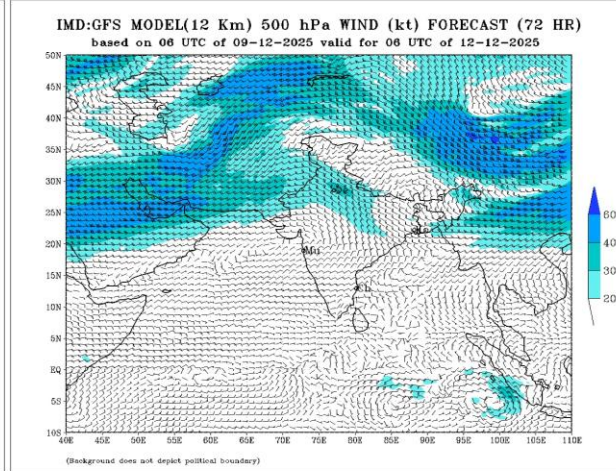 IMD:GFS MODEL(12 Km) 500 hPa WIND (kt) FORECAST (72 HR)
based on 06 UTC of 09-12-2025 valid for 06 UTC of 12-12-2025
50N
45N
40N
35N
30N
25N
20N
15N
10N
5N
EQ
5S
10S
Mu
40E 45E 50E 55E 60E 65E 70E 75E 80E 85E 90E 95E 100E 105E 110E
60
40
30
20
(Background does not depict political boundary)